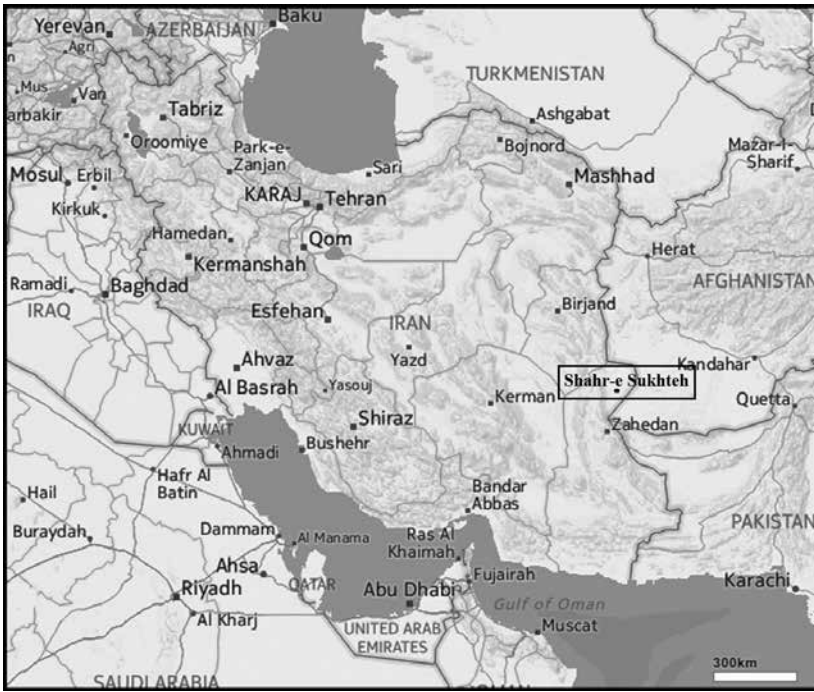 Yerevan
AZERBAIJAN
Baku
Agri
Mus
Van
arbakir
Tabriz
Oroomiye
TURKMENISTAN
Ashgabat
Bojnord
Mazar-i-
Sharif
Park-e-
Zanjan
Sari
Mashhad
Mosul
Erbil
Kirkuk
KARAJ
Tehran
Hamedan
Qom
Kermanshah
Herat
AFGHANISTAN
Ramadi
Baghdad
IRAQ
Esfehan
IRAN
Birjand
Yazd
Kandahar
Ahvaz
Shahr-e Sukhteh
Al Basrah
Yasouj
Kerman
Quetta
Shiraz
Zahedan
KUWAIT
Ahmadi
Bushehr
Hafr Al
Batin
Hail
Bandar
Abbas
Buraydah
PAKISTAN
Dammam
Al Manama
Ras Al
Khaimah
Ahsa
QATAR
Fujairah
Karachi
Riyadh
Abu Dhabi
Gulf of Oman
Al Kharj
UNITED ARAB
EMIRATES
Muscat
300km
SAUDI ARABIA